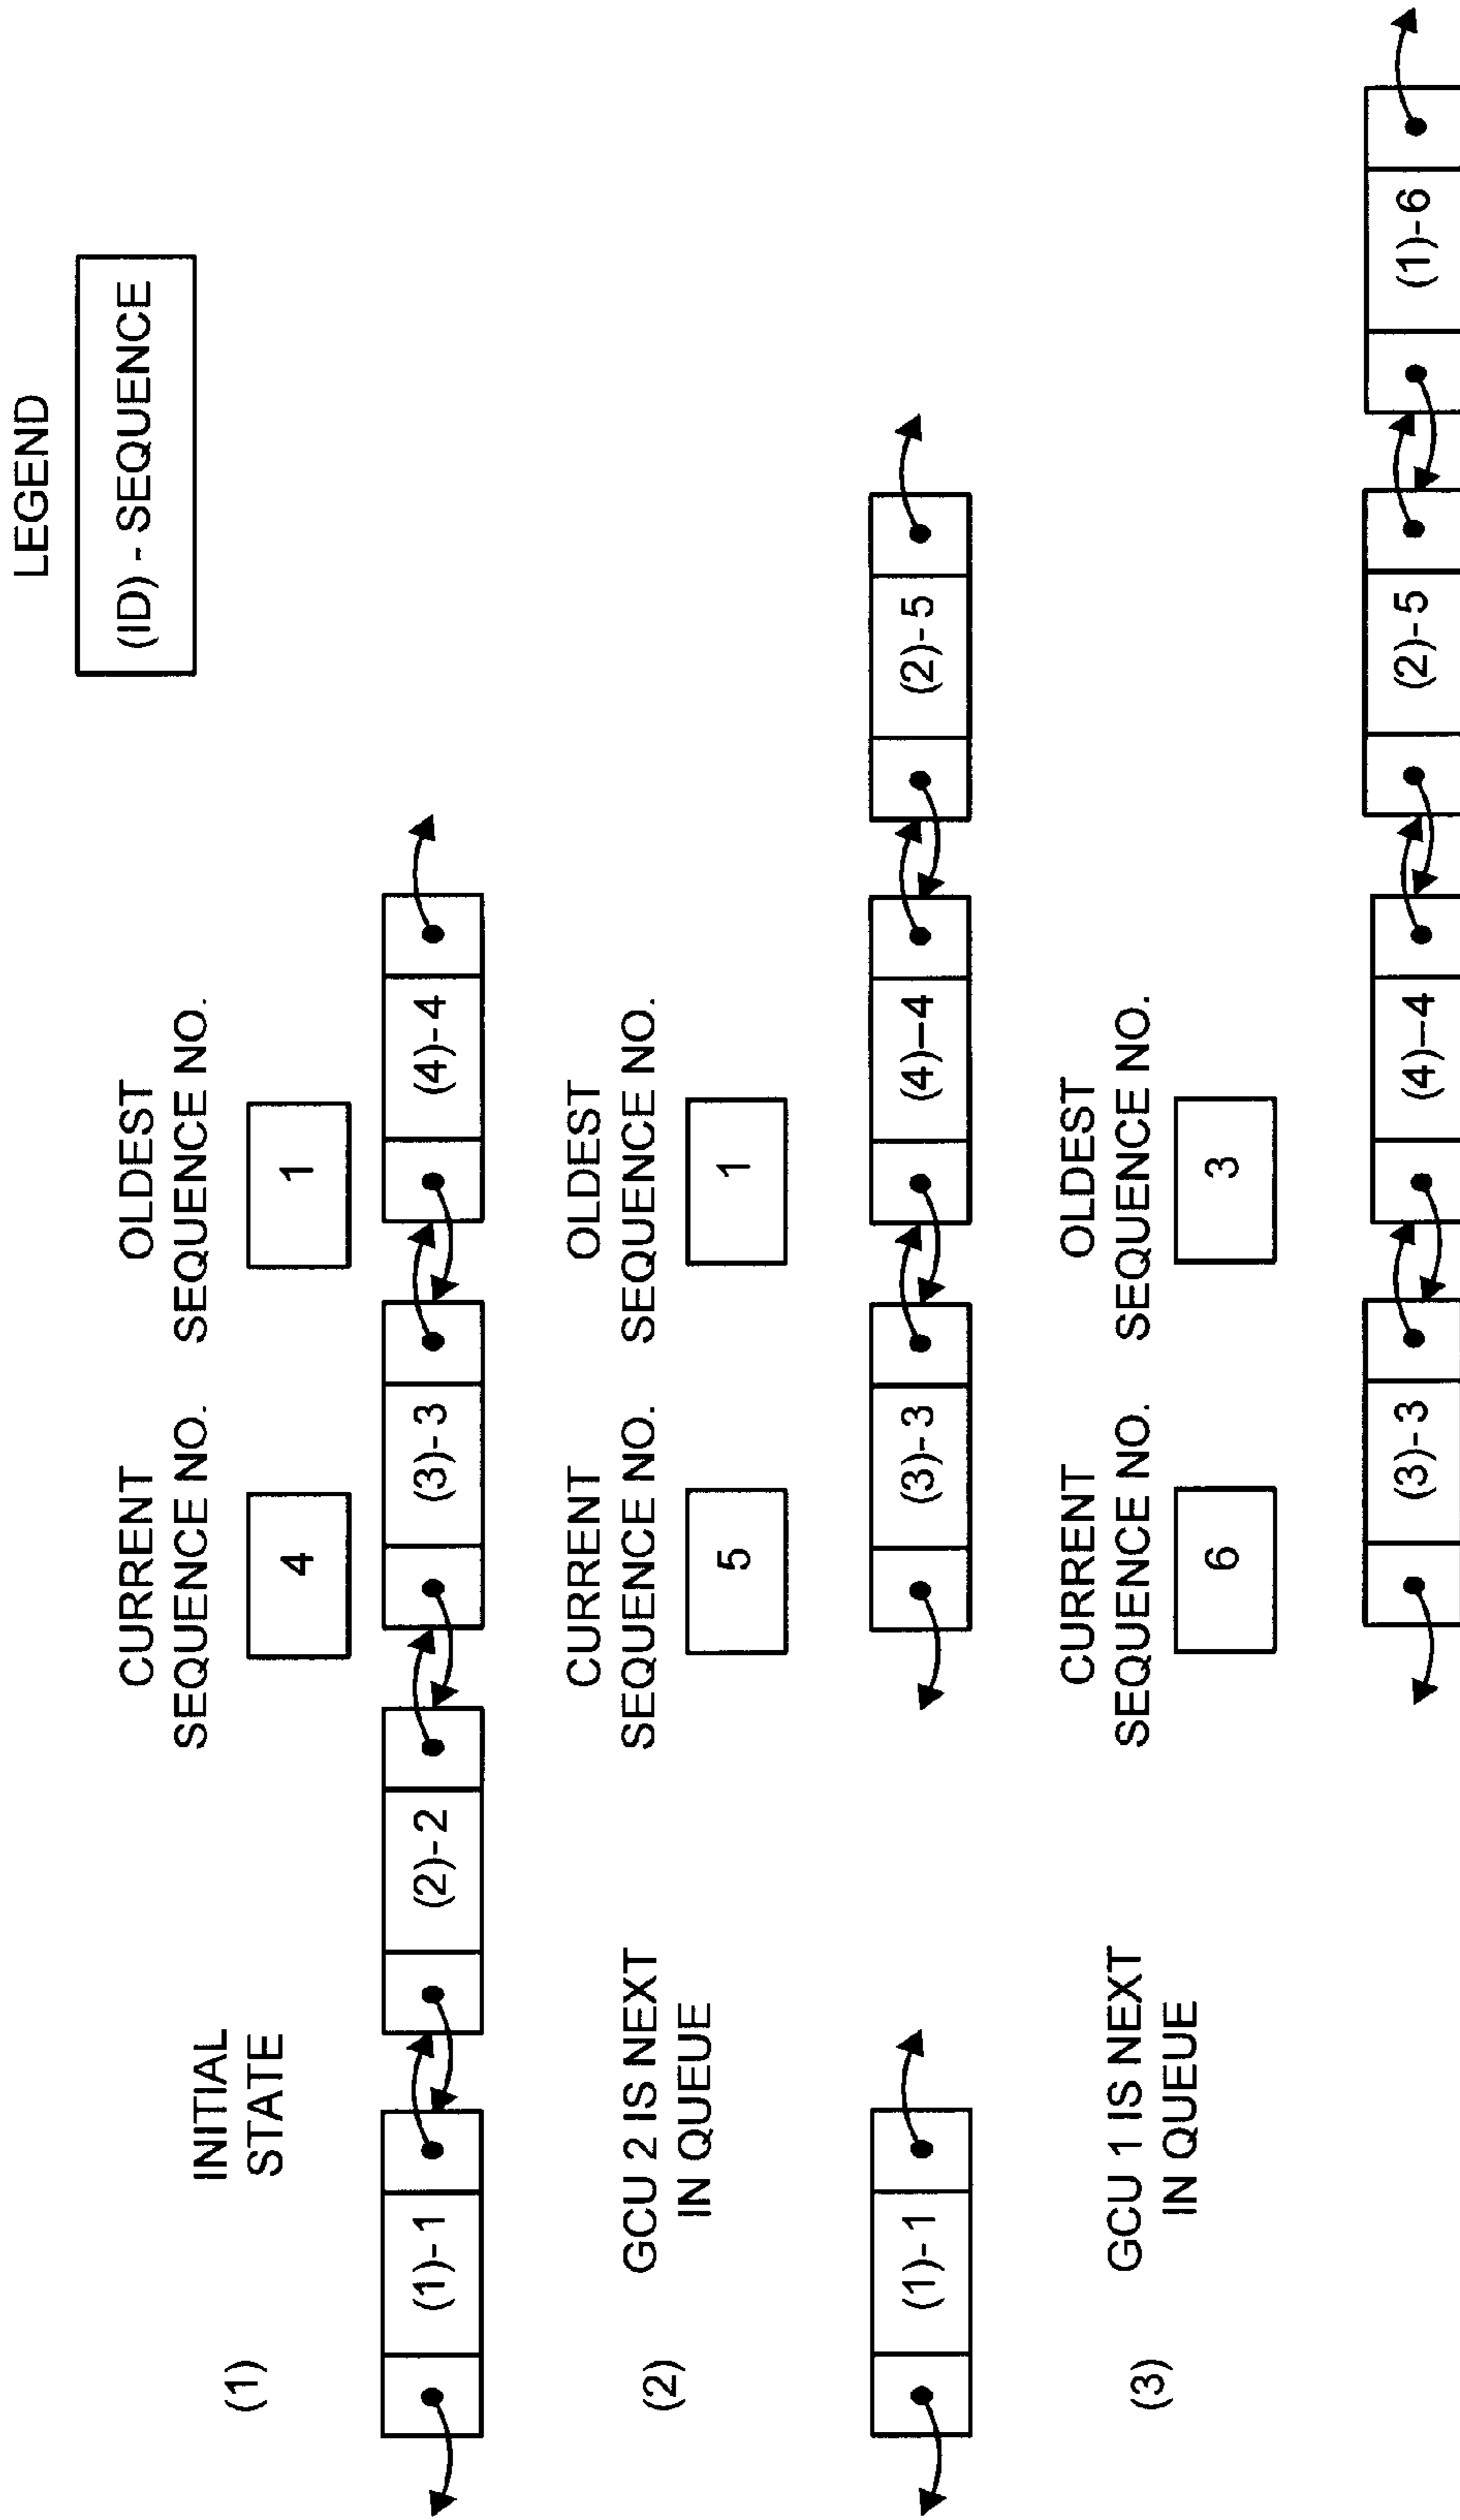 LEGEND
(ID) - SEQUENCE
(1)
INITIAL
STATE
CURRENT
SEQUENCE NO.
4
OLDEST
SEQUENCE NO.
1
(1)- 1
(2)- 2
(3)- 3
(4)- 4
(2)
GCU 2 IS NEXT
IN QUEUE
CURRENT
SEQUENCE NO.
5
OLDEST
SEQUENCE NO.
1
(1)- 1
(3)- 3
(4)--4
(2)- 5
(3)
GCU 1 IS NEXT
IN QUEUE
CURRENT
SEQUENCE NO.
6
OLDEST
SEQUENCE NO.
3
(3)- 3
(4)--4
(2)- 5
(1)- 6